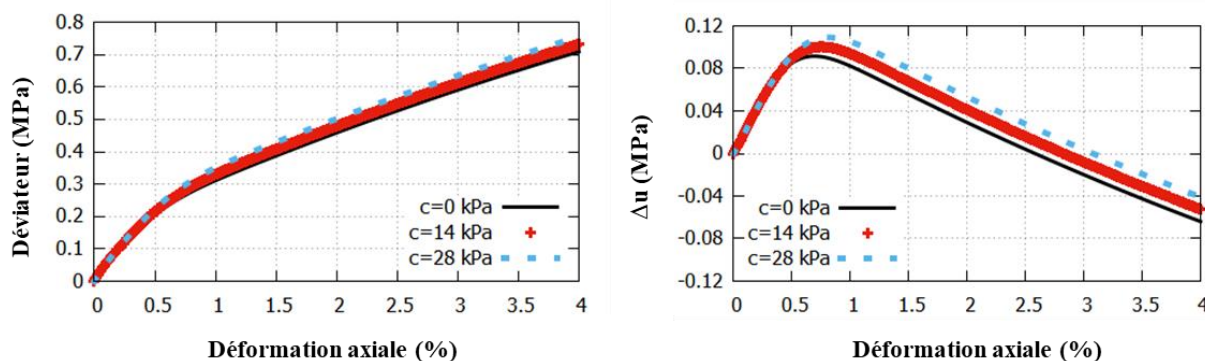 Déviateur (MPa)
0.8
0.7
0.6
0.5
0.4
0.3
0.2
0.1
0
c=0 kPa
c=14 kPa
c=28 kPa
0 0.5 1 1.5 2 2.5 3 3.5 4
Déformation axiale (%)
Δu (MPa)
0.12
0.08
0.04
0
-0.04
-0.08
-0.12
c=0 kPa
c=14 kPa
c=28 kPa
0 0.5 1 1.5 2 2.5 3 3.5 4
Déformation axiale (%)